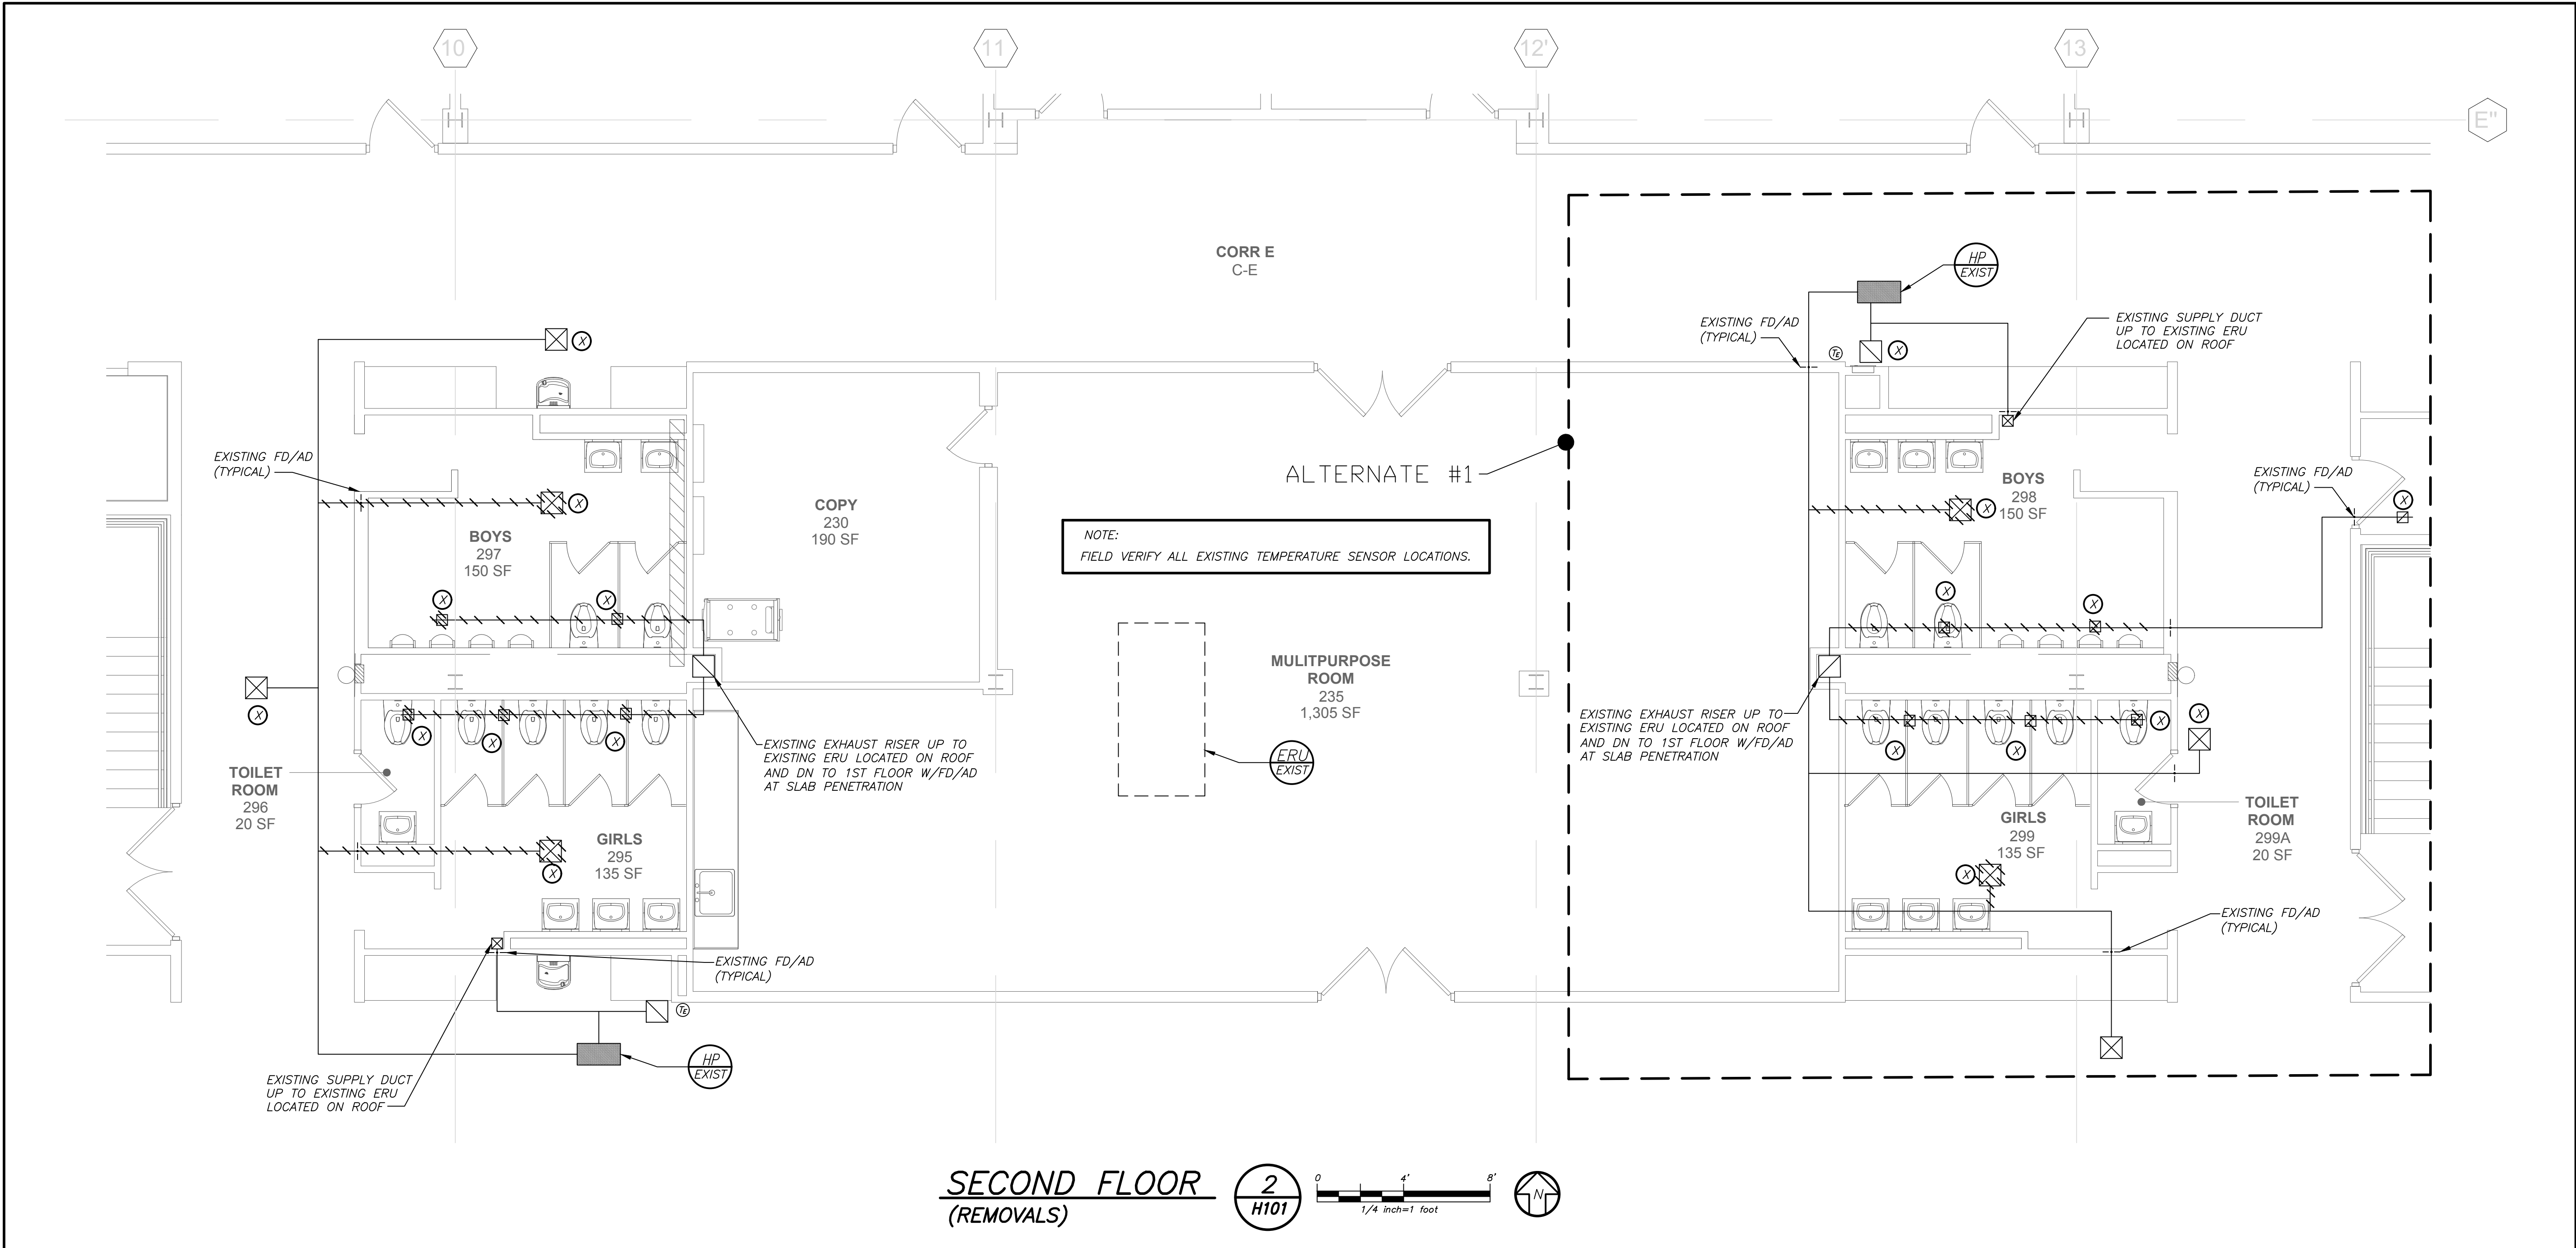 10
11
12'
13
E"
CORR E
C-E
HP
EXIST
EXISTING FD/AD
(TYPICAL)
EXISTING SUPPLY DUCT
UP TO EXISTING ERU
LOCATED ON ROOF
X
TE
X
X
EXISTING FD/AD
(TYPICAL)
X
BOYS
297
150 SF
X
X
COPY
230
190 SF
ALTERNATE #1
NOTE:
FIELD VERIFY ALL EXISTING TEMPERATURE SENSOR LOCATIONS.
BOYS
298
150 SF
X
EXISTING FD/AD
(TYPICAL)
X
X
X
MULITPURPOSE
ROOM
235
1,305 SF
X
X
X
X
EXISTING EXHAUST RISER UP TO
EXISTING ERU LOCATED ON ROOF
AND DN TO 1ST FLOOR W/FD/AD
AT SLAB PENETRATION
ERU
EXIST
EXISTING EXHAUST RISER UP TO
EXISTING ERU LOCATED ON ROOF
AND DN TO 1ST FLOOR W/FD/AD
AT SLAB PENETRATION
X
X
X
X
TOILET
ROOM
296
20 SF
GIRLS
295
135 SF
X
GIRLS
299
135 SF
X
TOILET
ROOM
299A
20 SF
EXISTING FD/AD
(TYPICAL)
EXISTING FD/AD
(TYPICAL)
TE
HP
EXIST
EXISTING SUPPLY DUCT
UP TO EXISTING ERU
LOCATED ON ROOF
SECOND FLOOR
(REMOVALS)
2
H101
0 4' 8'
1/4 inch=1 foot
N